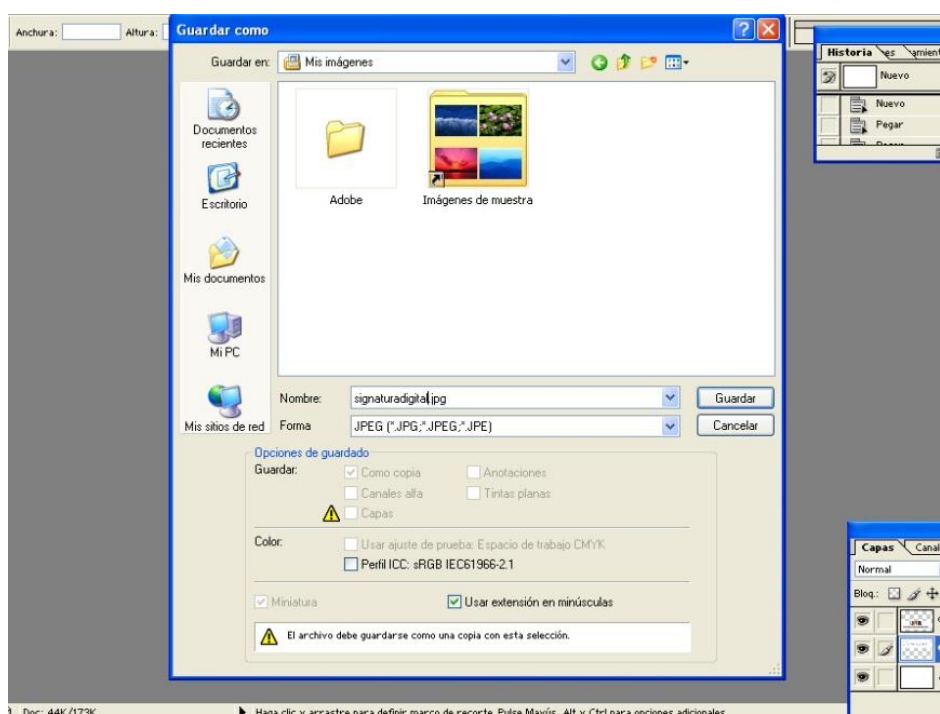 Anchura:
Altura:
Guardar como
Guardar en:
Mis imágenes
Historia
Nuevo
Nuevo
Pegar
Documentos
recientes
Escritorio
Mis documentos
Mi PC
Mis sitios de red
Adobe
Imágenes de muestra
Nombre:
signaturadigital.jpg
Guardar
Forma
JPEG (*.JPG;*.JPEG;*.JPE)
Cancelar
Opciones de guardado
Guardar:
Como copia
Anotaciones
Canales alfa
Tintas planas
Capas
Color:
Usar ajuste de prueba: Espacio de trabajo CMYK
Perfil ICC: sRGB IEC61966-2.1
Miniatura
Usar extensión en minúsculas
El archivo debe guardarse como una copia con esta selección.
Capas
Canal
Normal
Bloq.:
Doc: 44K/173K
Haga clic y arrastre para definir marco de recorte. Pulse Mayús, Alt y Ctrl para opciones adicionales.